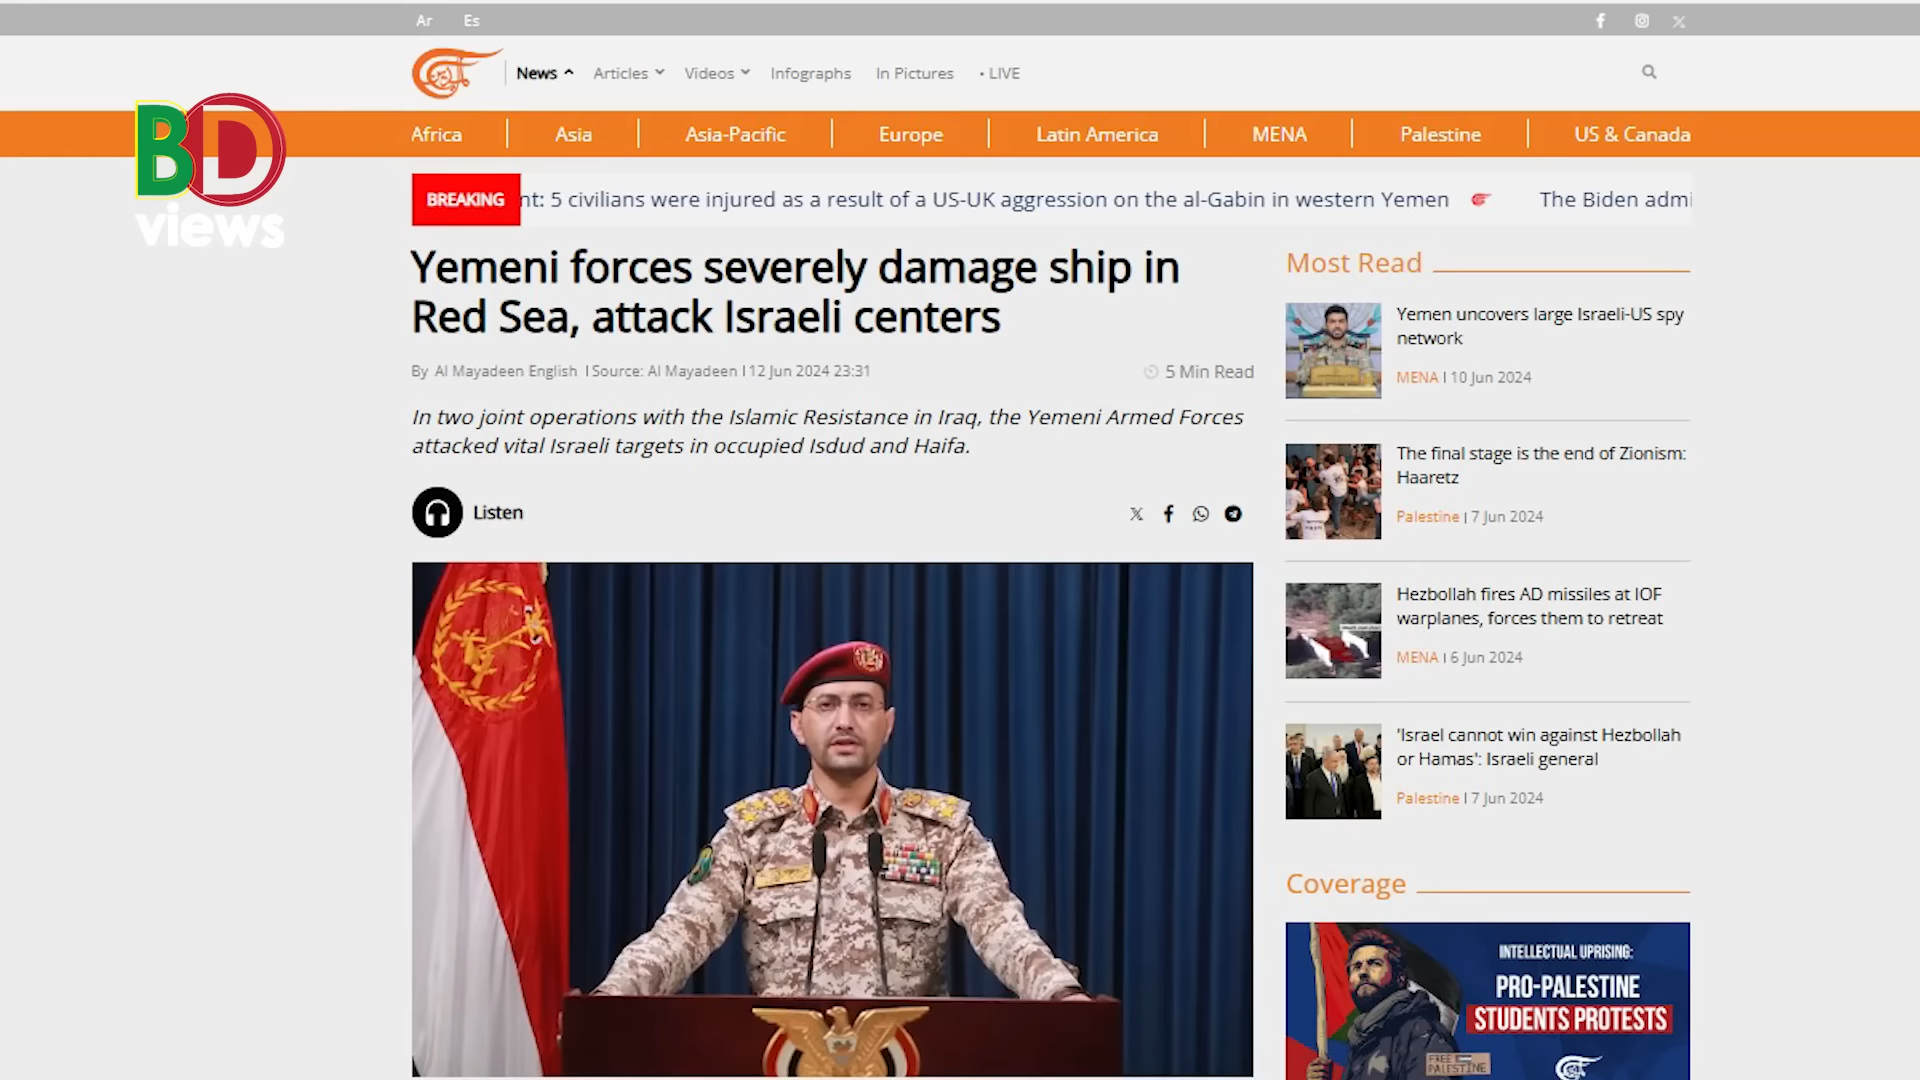 Ar
Es
News
Articles
Videos
Infographs
In Pictures
• LIVE
BD
views
Africa
Asia
Asia-Pacific
Europe
Latin America
MENA
Palestine
US & Canada
BREAKING
nt: 5 civilians were injured as a result of a US-UK aggression on the al-Gabin in western Yemen
The Biden admi
Yemeni forces severely damage ship in
Red Sea, attack Israeli centers
By Al Mayadeen English | Source: Al Mayadeen | 12 Jun 2024 23:31
5 Min Read
In two joint operations with the Islamic Resistance in Iraq, the Yemeni Armed Forces
attacked vital Israeli targets in occupied Isdud and Haifa.
Listen
Most Read
Yemen uncovers large Israeli-US spy
network
MENA | 10 Jun 2024
The final stage is the end of Zionism:
Haaretz
Palestine | 7 Jun 2024
Hezbollah fires AD missiles at IOF
warplanes, forces them to retreat
MENA | 6 Jun 2024
'Israel cannot win against Hezbollah
or Hamas': Israeli general
Palestine | 7 Jun 2024
Coverage
INTELLECTUAL UPRISING:
PRO-PALESTINE
STUDENTS PROTESTS
FREE
PALESTINE